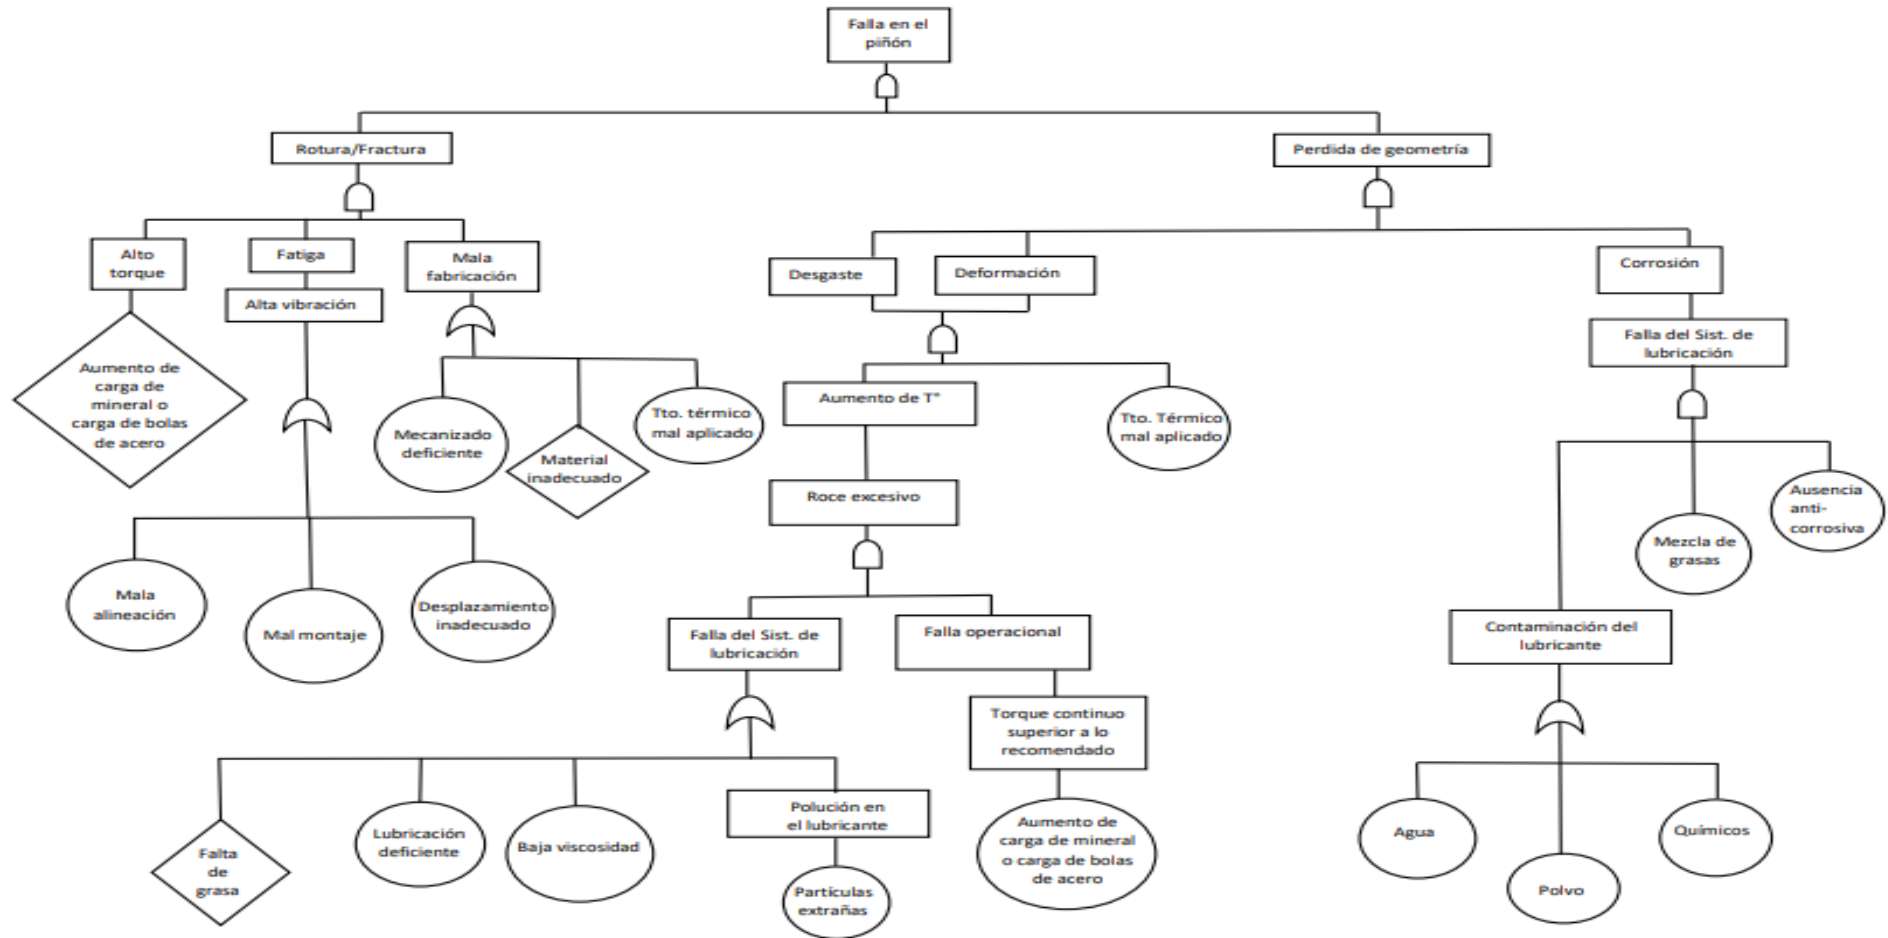 Falla en el
piñón
Rotura/Fractura
Perdida de geometría
Alto
torque
Fatiga
Mala
fabricación
Alta vibración
Desgaste
Deformación
Corrosión
Falla del Sist. de
lubricación
Aumento de
carga de
mineral o
carga de bolas
de acero
Mecanizado
deficiente
Material
inadecuado
Tto. térmico
mal aplicado
Aumento de T°
Tto. Térmico
mal aplicado
Roce excesivo
Ausencia
anti-
corrosiva
Mezcla de
grasas
Mala
alineación
Mal montaje
Desplazamiento
inadecuado
Falla del Sist. de
lubricación
Falla operacional
Contaminación del
lubricante
Torque continuo
superior a lo
recomendado
Falta
de
grasa
Lubricación
deficiente
Baja viscosidad
Polución en
el lubricante
Partículas
extrañas
Aumento de
carga de mineral
o carga de bolas
de acero
Agua
Polvo
Químicos